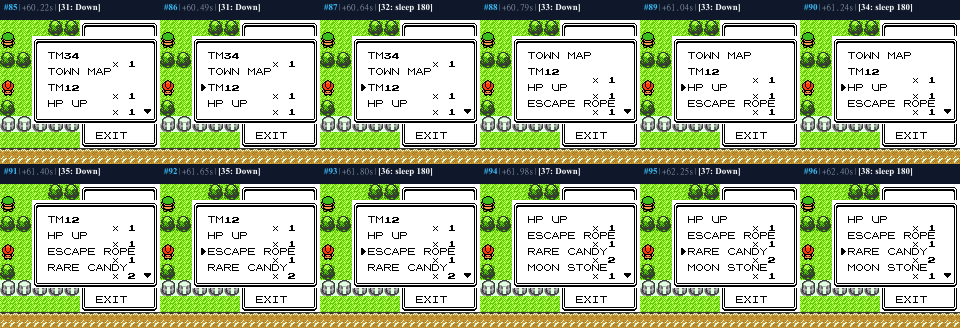 #85|+60.22s|[31: Down] #86|+60.49s|[31: Down] #87|+60.64s|[32: sleep 180] #88|+60.79s|[33: Down] #89|+61.04s|[33: Down] #90|+61.24s|[34: sleep 180]
TM34
× 1
TOWN MAP
TM12
× 1
HP UP
× 1
EXIT
TM34
× 1
TOWN MAP
▶TM12
× 1
HP UP
× 1
EXIT
TM34
× 1
TOWN MAP
▶TM12
× 1
HP UP
× 1
EXIT
TOWN MAP
TM12
× 1
HP UP
× 1
ESCAPE ROPE
× 1
EXIT
TOWN MAP
TM12
× 1
▶HP UP
× 1
ESCAPE ROPE
× 1
EXIT
TOWN MAP
TM12
× 1
▶HP UP
× 1
ESCAPE ROPE
× 1
EXIT
#91|+61.40s|[35: Down] #92|+61.65s|[35: Down] #93|+61.80s|[36: sleep 180] #94|+61.98s|[37: Down] #95|+62.25s|[37: Down] #96|+62.40s|[38: sleep 180]
TM12
× 1
HP UP
× 1
ESCAPE ROPE
× 1
RARE CANDY
× 2
EXIT
TM12
× 1
HP UP
× 1
▶ESCAPE ROPE
× 1
RARE CANDY
× 2
EXIT
TM12
× 1
HP UP
× 1
▶ESCAPE ROPE
× 1
RARE CANDY
× 2
EXIT
HP UP
× 1
ESCAPE ROPE
× 1
RARE CANDY
× 2
MOON STONE
× 1
EXIT
HP UP
× 1
ESCAPE ROPE
× 1
▶RARE CANDY
× 2
MOON STONE
× 1
EXIT
HP UP
× 1
ESCAPE ROPE
× 1
▶RARE CANDY
× 2
MOON STONE
× 1
EXIT